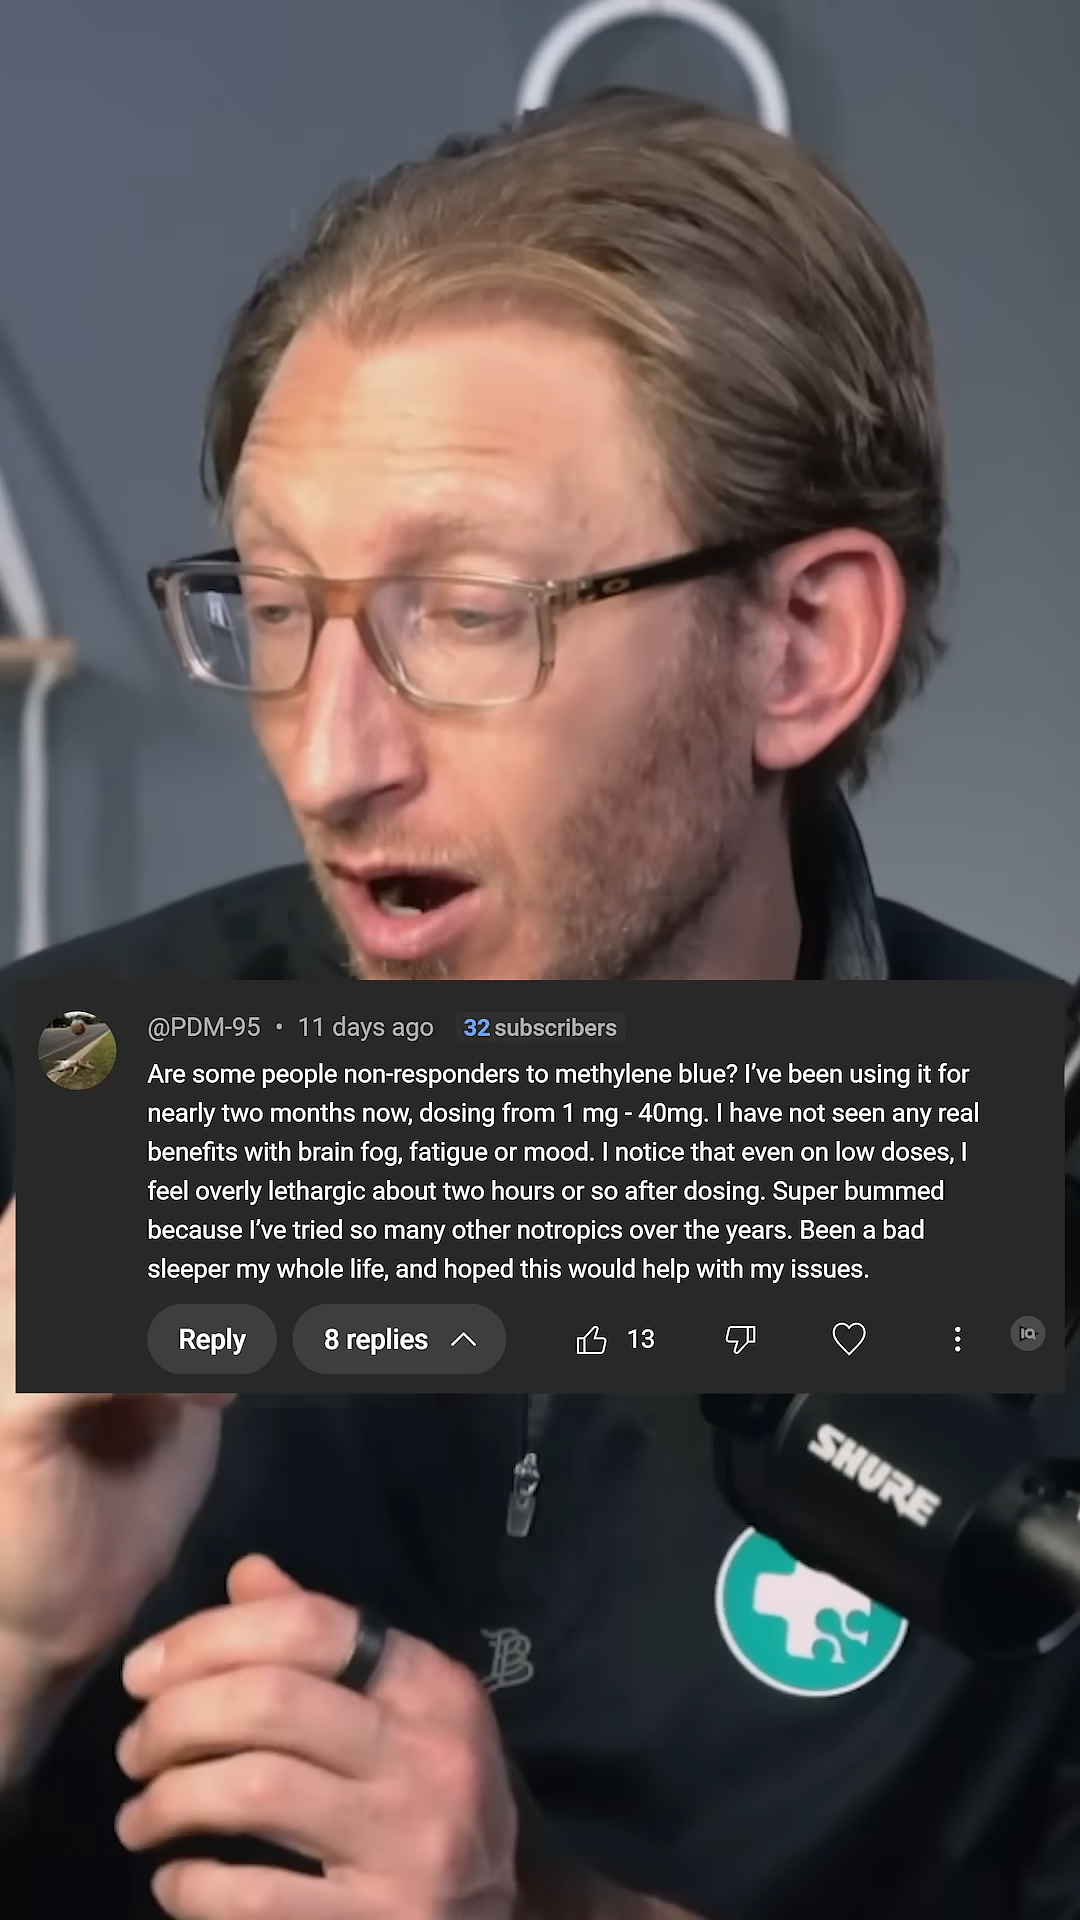 @PDM-95 • 11 days ago 32 subscribers
Are some people non-responders to methylene blue? I’ve been using it for
nearly two months now, dosing from 1 mg - 40mg. I have not seen any real
benefits with brain fog, fatigue or mood. I notice that even on low doses, I
feel overly lethargic about two hours or so after dosing. Super bummed
because I’ve tried so many other notropics over the years. Been a bad
sleeper my whole life, and hoped this would help with my issues.
Reply 8 replies 13
IQ
SHURE
B